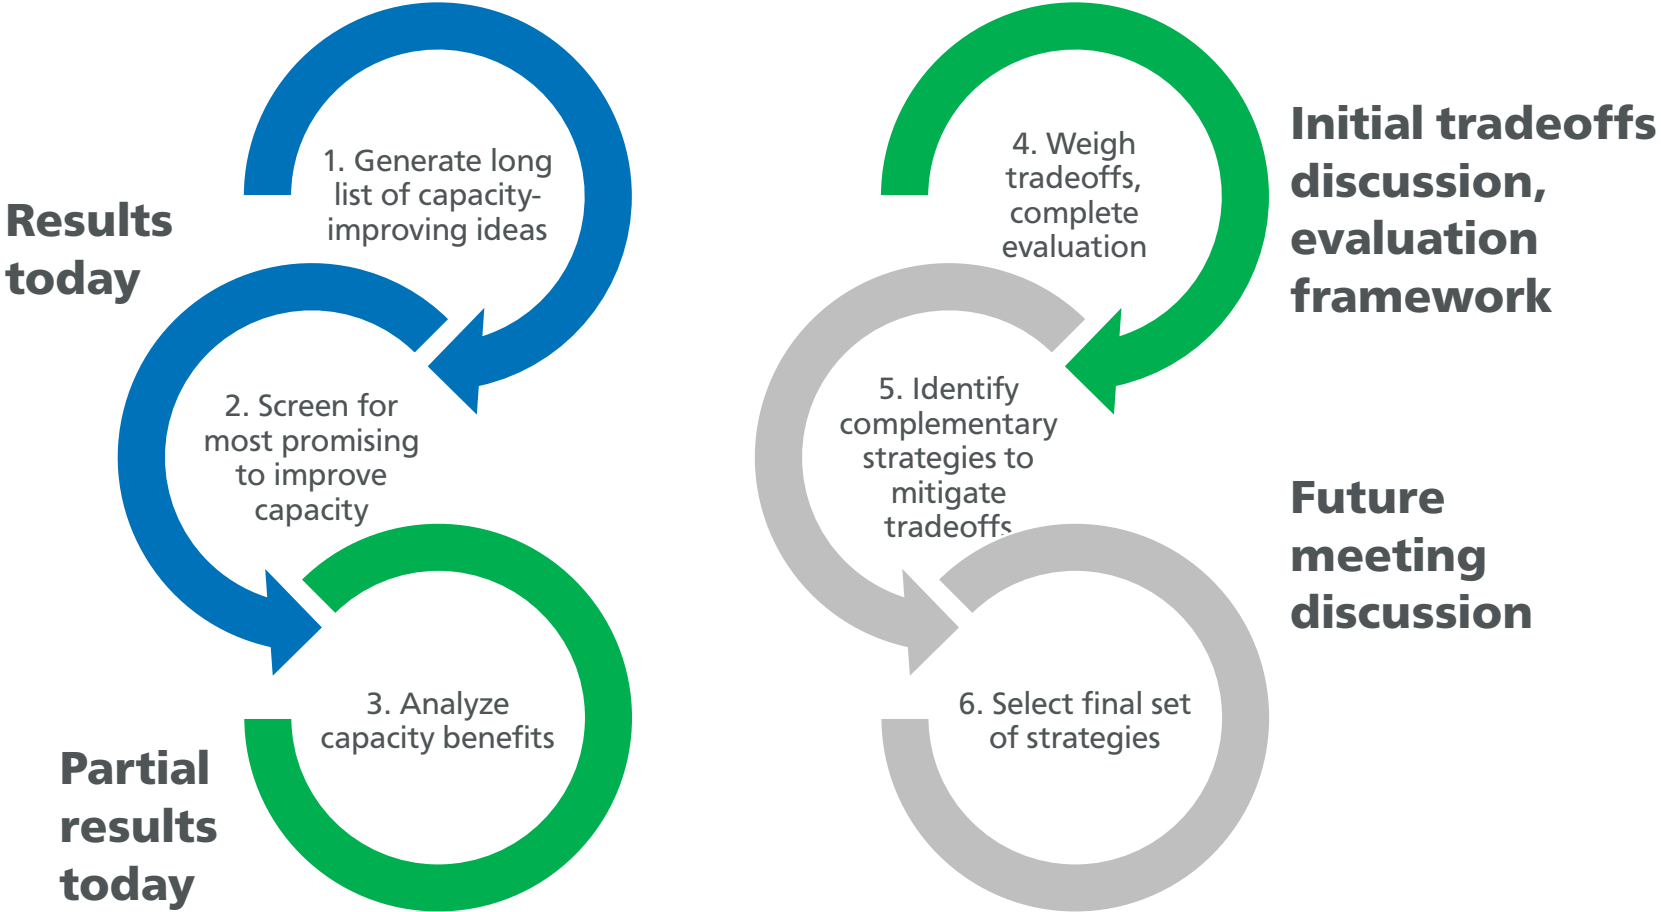 Results
today
1. Generate long
list of capacity-
improving ideas
2. Screen for
most promising
to improve
capacity
3. Analyze
capacity benefits
Partial
results
today
4. Weigh
tradeoffs,
complete
evaluation
Initial tradeoffs
discussion,
evaluation
framework
5. Identify
complementary
strategies to
mitigate
tradeoffs
6. Select final set
of strategies
Future
meeting
discussion